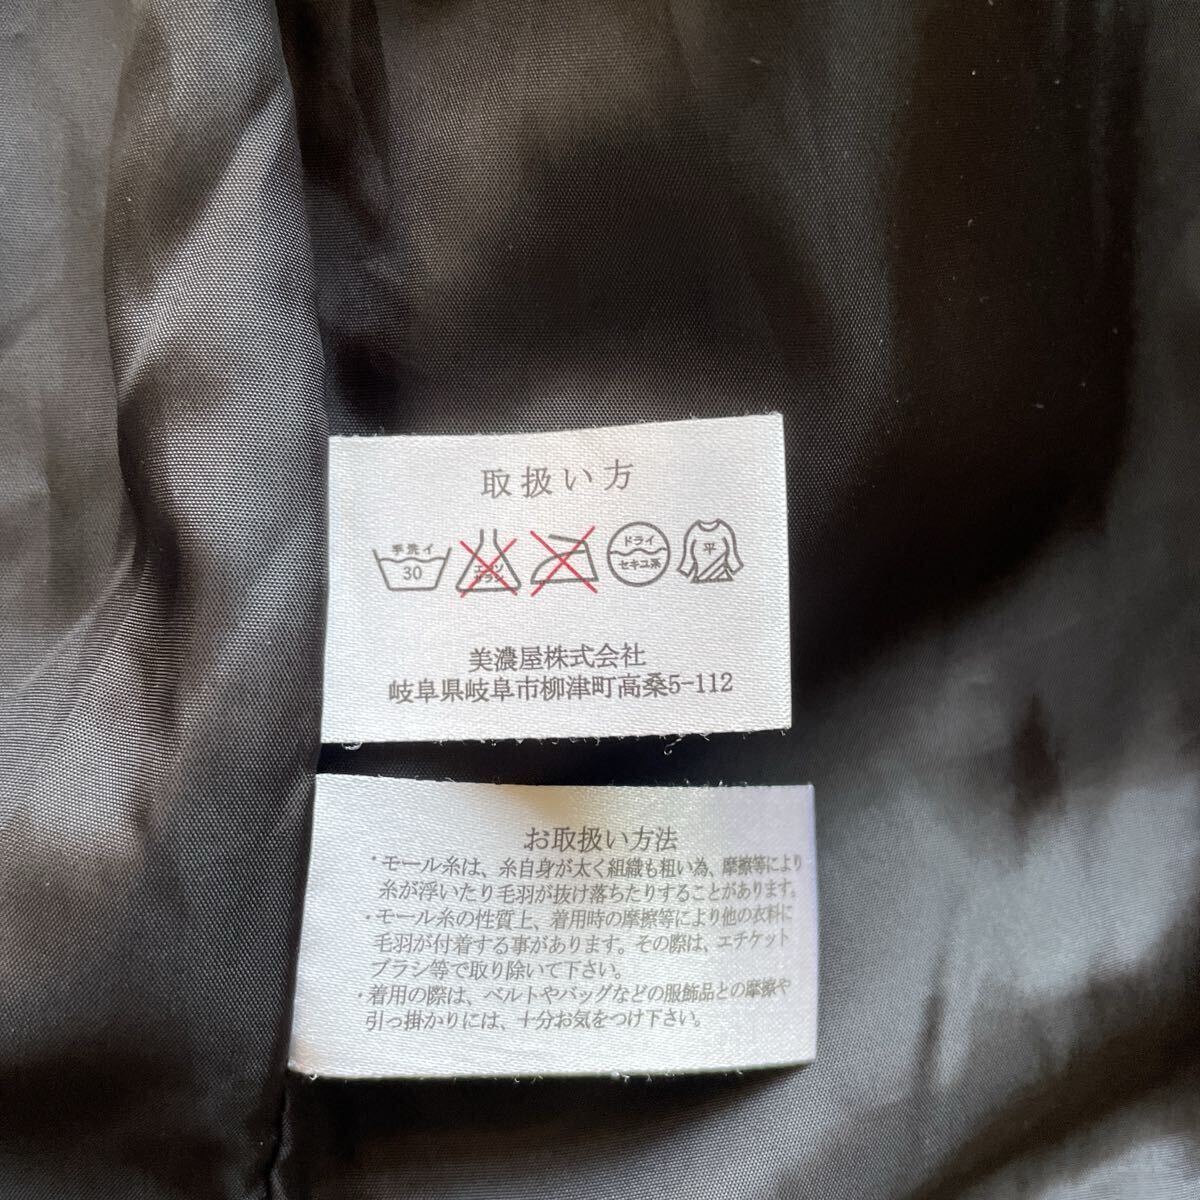 取扱い方
手洗イ
30
エンソ
サラシ
ドライ
セキユ系
平
美濃屋株式会社
岐阜県岐阜市柳津町高桑5-112
お取扱い方法
・モール糸は、糸自身が太く組織も粗い為、摩擦等により
糸が浮いたり毛羽が抜け落ちたりすることがあります。
・モール糸の性質上、着用時の摩擦等により他の衣料に
毛羽が付着する事があります。その際は、エチケット
ブラシ等で取り除いて下さい。
・着用の際は、ベルトやバッグなどの服飾品との摩擦や
引っ掛かりには、十分お気をつけ下さい。